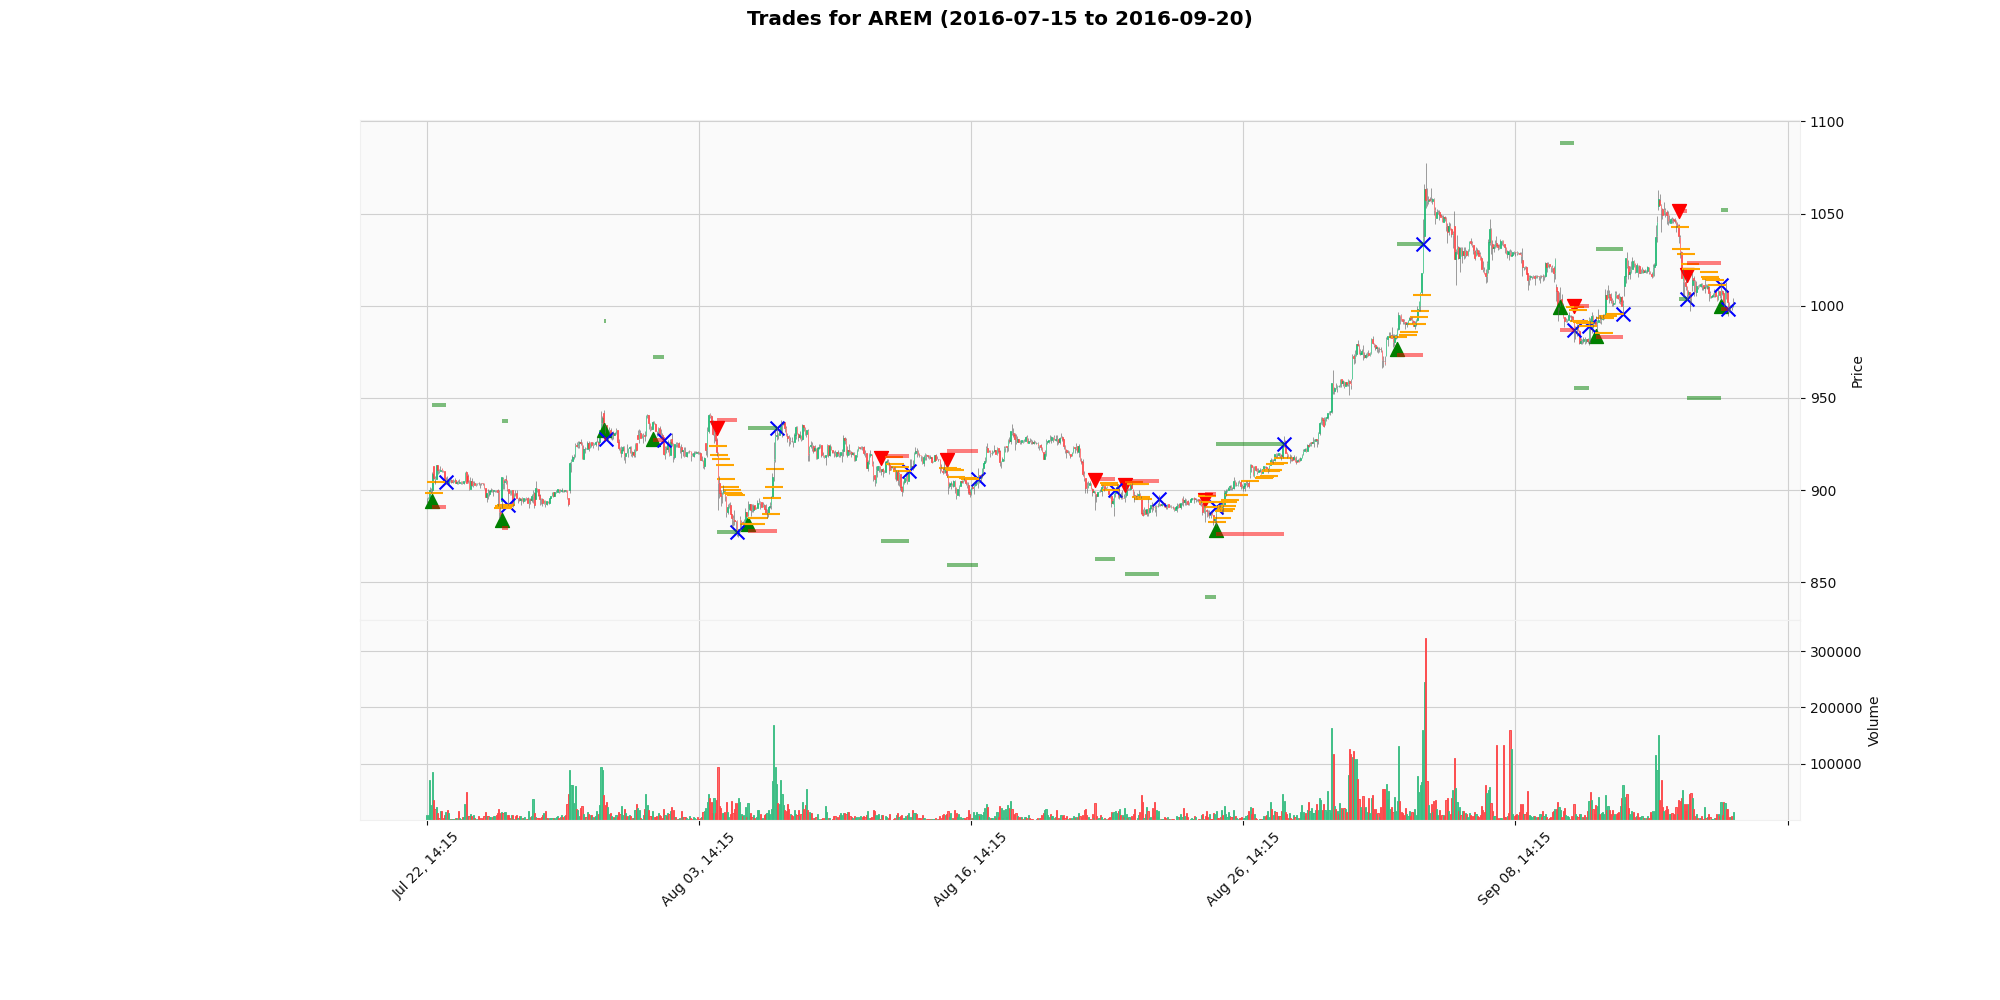 Trades for AREM (2016-07-15 to 2016-09-20)
1100
1050
1000
950
900
850
Price
300000
200000
100000
Volume
Jul 22, 14:15
Aug 03, 14:15
Aug 16, 14:15
Aug 26, 14:15
Sep 08, 14:15